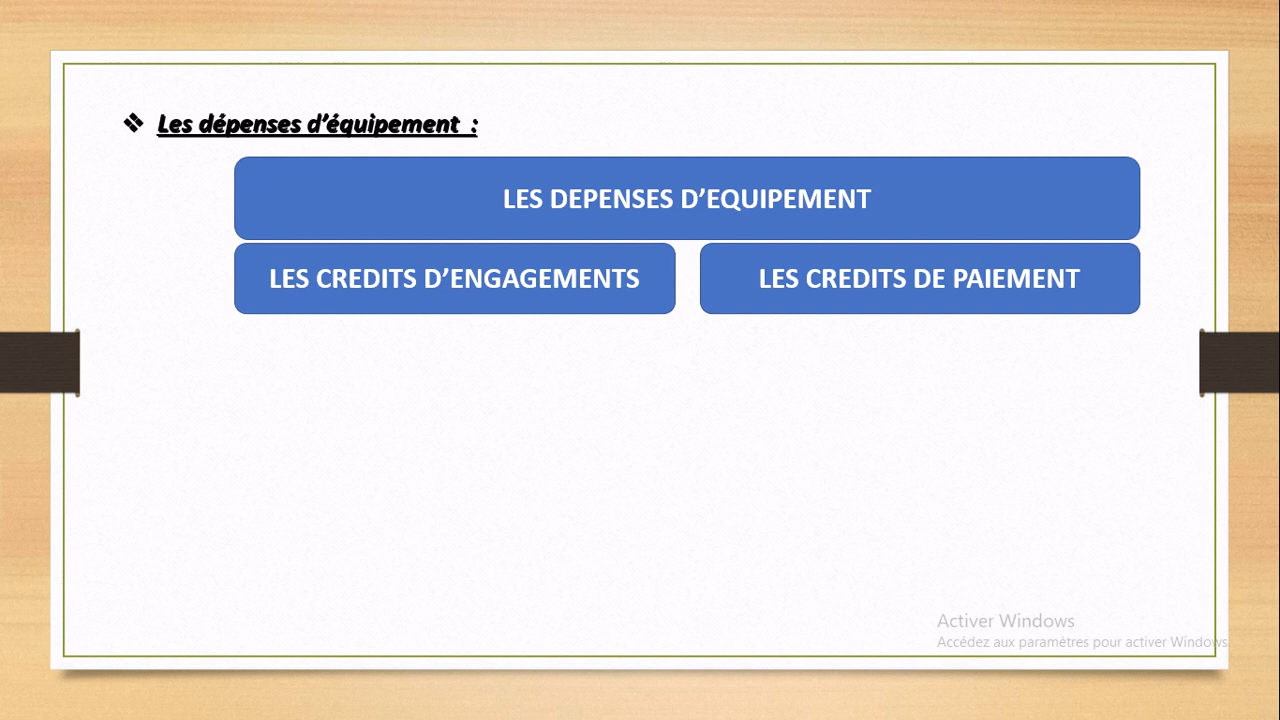 ❖ Les dépenses d’équipement :
LES DEPENSES D’EQUIPEMENT
LES CREDITS D’ENGAGEMENTS
LES CREDITS DE PAIEMENT
Activer Windows
Accédez aux paramètres pour activer Windows.